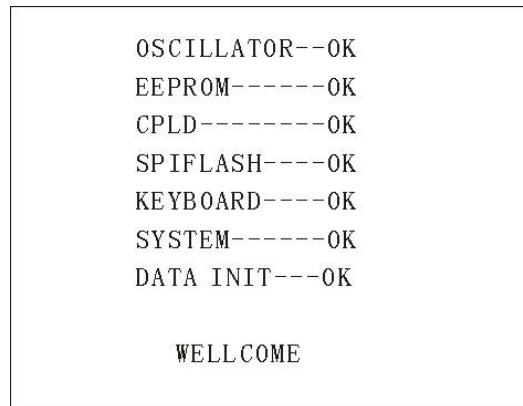 OSCILLATOR--OK
EEPROM------OK
CPLD--------OK
SPIFLASH----OK
KEYBOARD----OK
SYSTEM------OK
DATA INIT---OK
WELLCOME